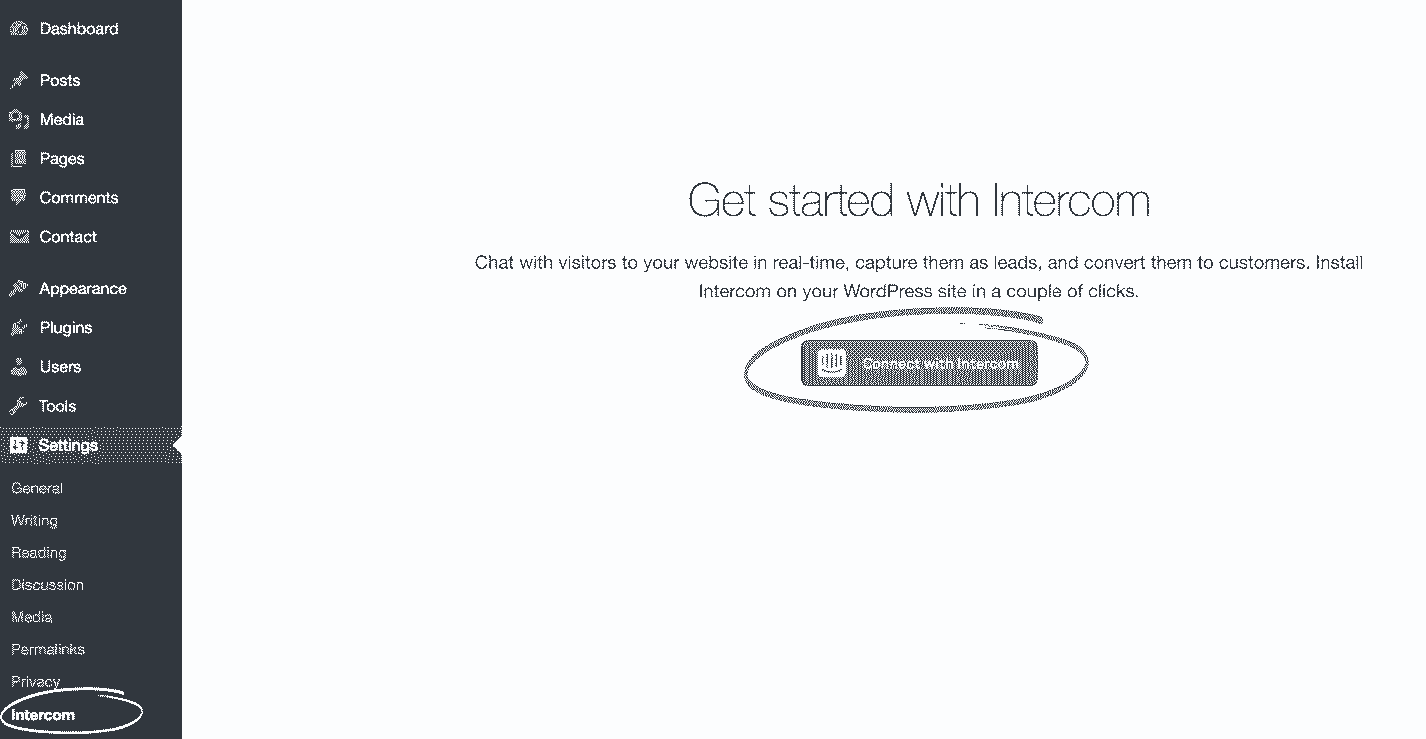 Dashboard
Posts
Media
Pages
Comments
Contact
Appearance
Plugins
Users
Tools
Settings
General
Writing
Reading
Discussion
Media
Permalinks
Privacy
Intercom
Get started with Intercom
Chat with visitors to your website in real-time, capture them as leads, and convert them to customers. Install
Intercom on your WordPress site in a couple of clicks.
Connect with Intercom